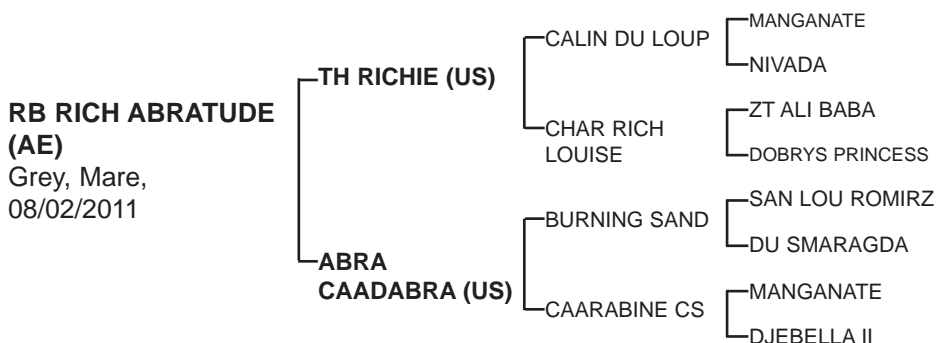 RB RICH ABRATUDE
(AE)
Grey, Mare,
08/02/2011
TH RICHIE (US)
ABRA
CAADABRA (US)
CALIN DU LOUP
CHAR RICH
LOUISE
BURNING SAND
CAARABINE CS
MANGANATE
NIVADA
ZT ALI BABA
DOBRYS PRINCESS
SAN LOU ROMIRZ
DU SMARAGDA
MANGANATE
DJEBELLA II